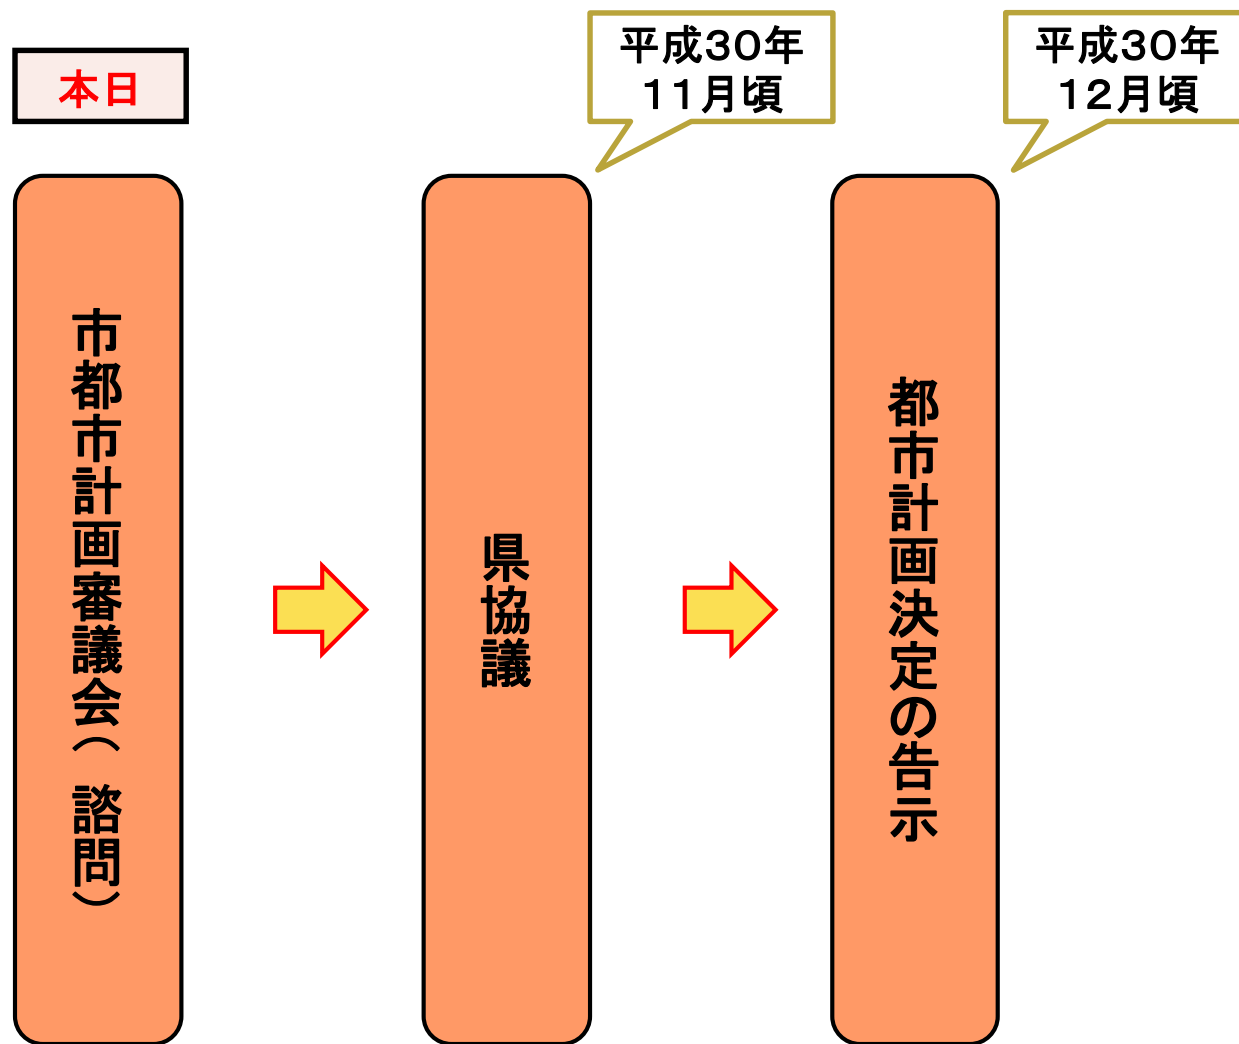 本日
平成30年
11月頃
平成30年
12月頃
市都市計画審議会(諮問)
県協議
都市計画決定の告示